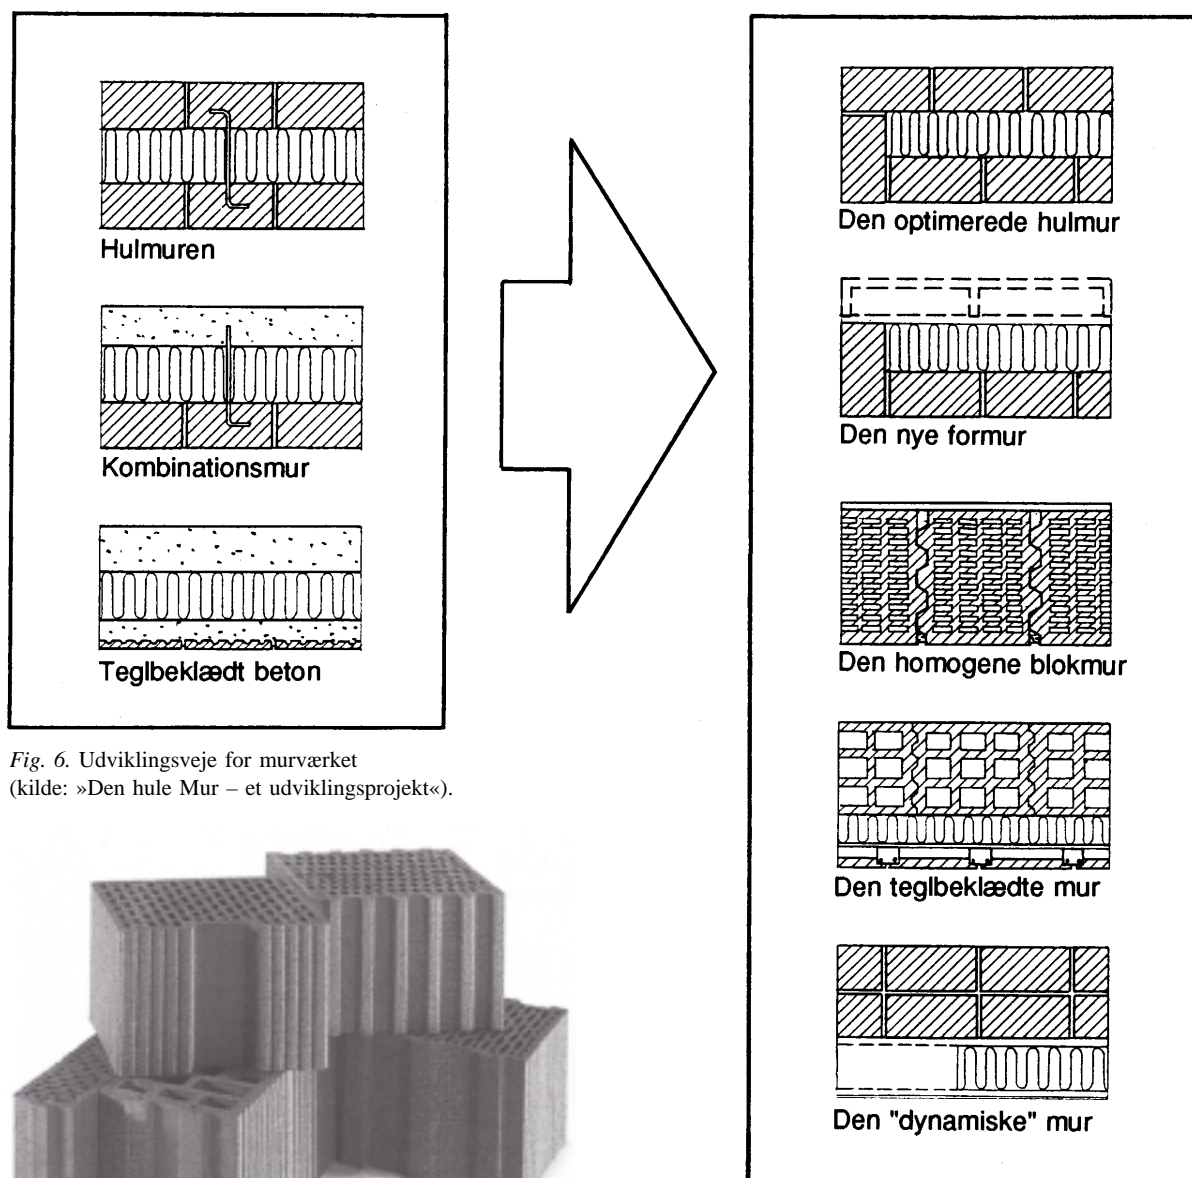 Hulmuren
Kombinationsmur
Teglbeklædt beton
Fig. 6. Udviklingsveje for murværket
(kilde: »Den hule Mur – et udviklingsprojekt«).
Den optimerede hulmur
Den nye formur
Den homogene blokmur
Den teglbeklædte mur
Den "dynamiske" mur